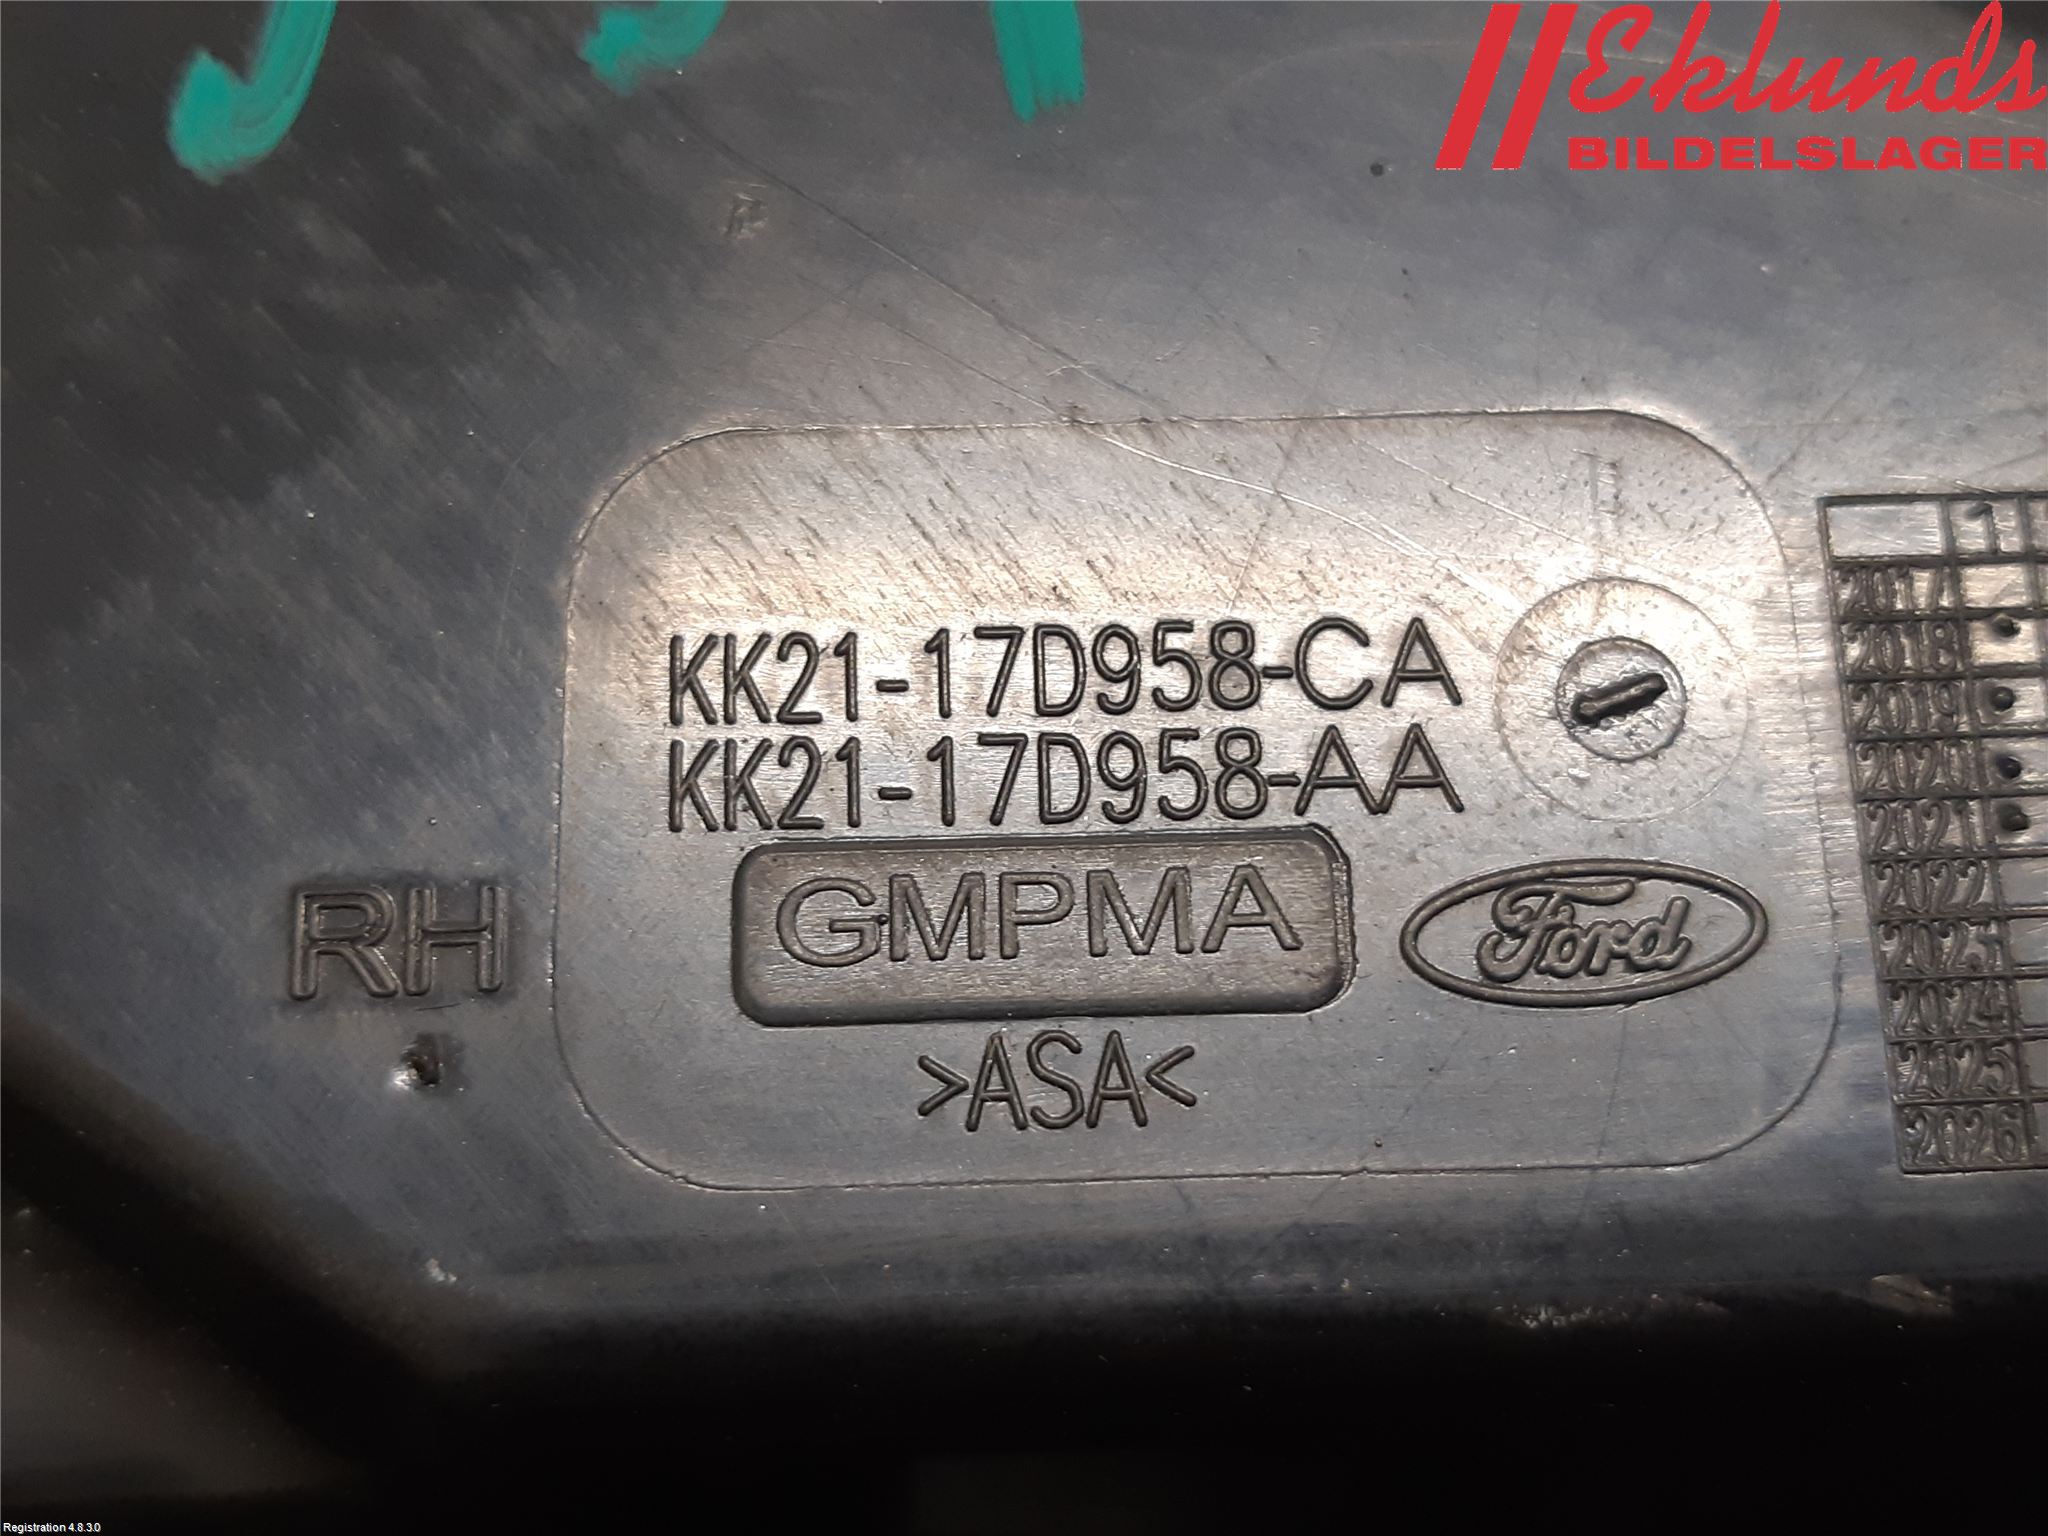 Eklunds
BILDELSLAGER
KK21-17D958-CA
KK21-17D958-AA
GMPMA
Ford
>ASA<
RH
1
2017
2018
2019
2020
2021
2022
2023
2024
2025
2026
Registration 4.8.3.0